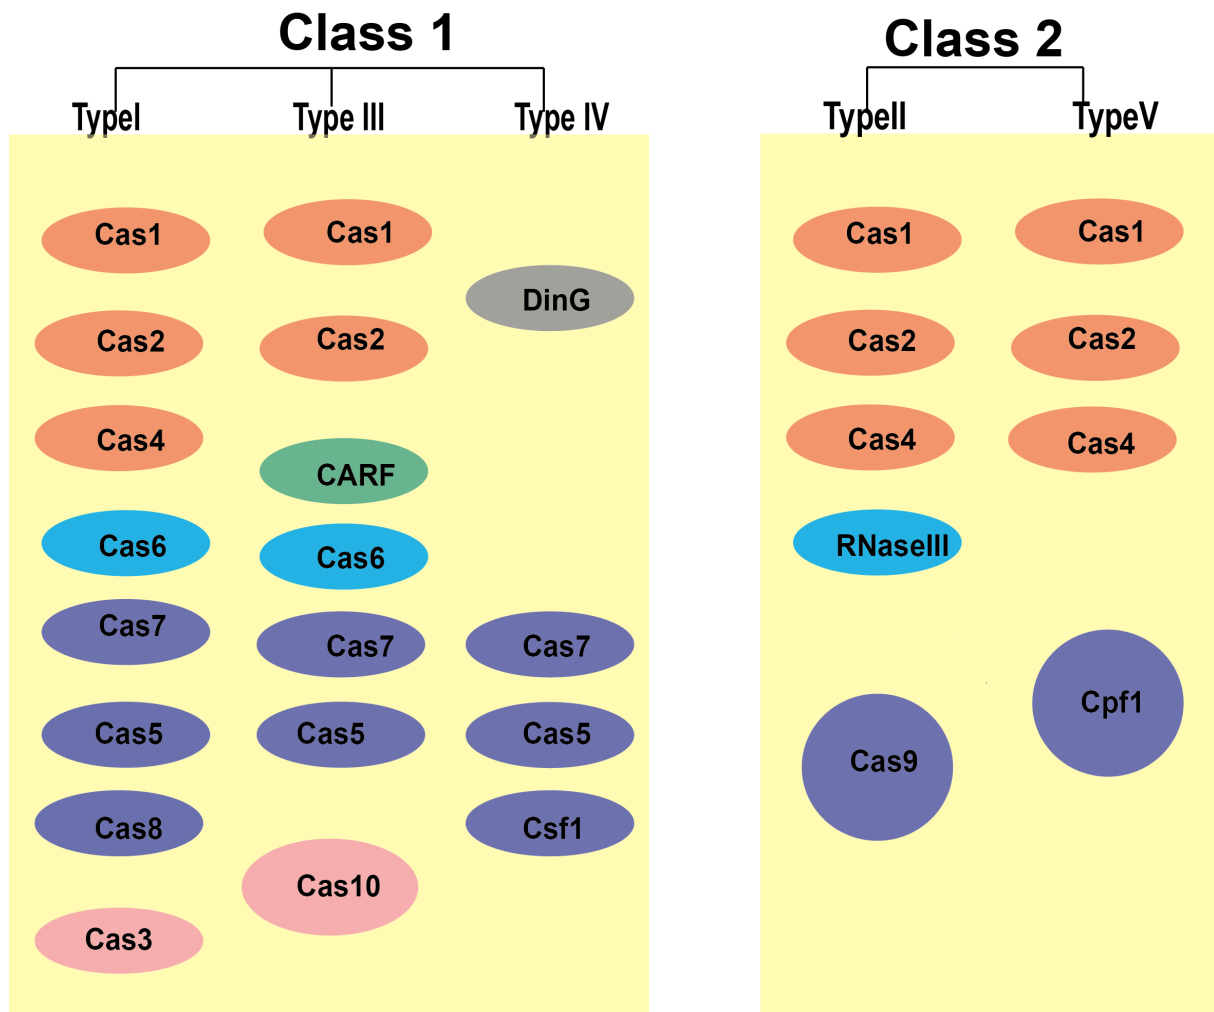 Class 1
TypeI
Type III
Type IV
Cas1
Cas2
Cas4
Cas6
Cas7
Cas5
Cas8
Cas3
Cas1
Cas2
CARF
Cas6
Cas7
Cas5
Cas10
DinG
Cas7
Cas5
Csf1
Class 2
TypeII
TypeV
Cas1
Cas2
Cas4
RNaseIII
Cas9
Cas1
Cas2
Cas4
Cpf1